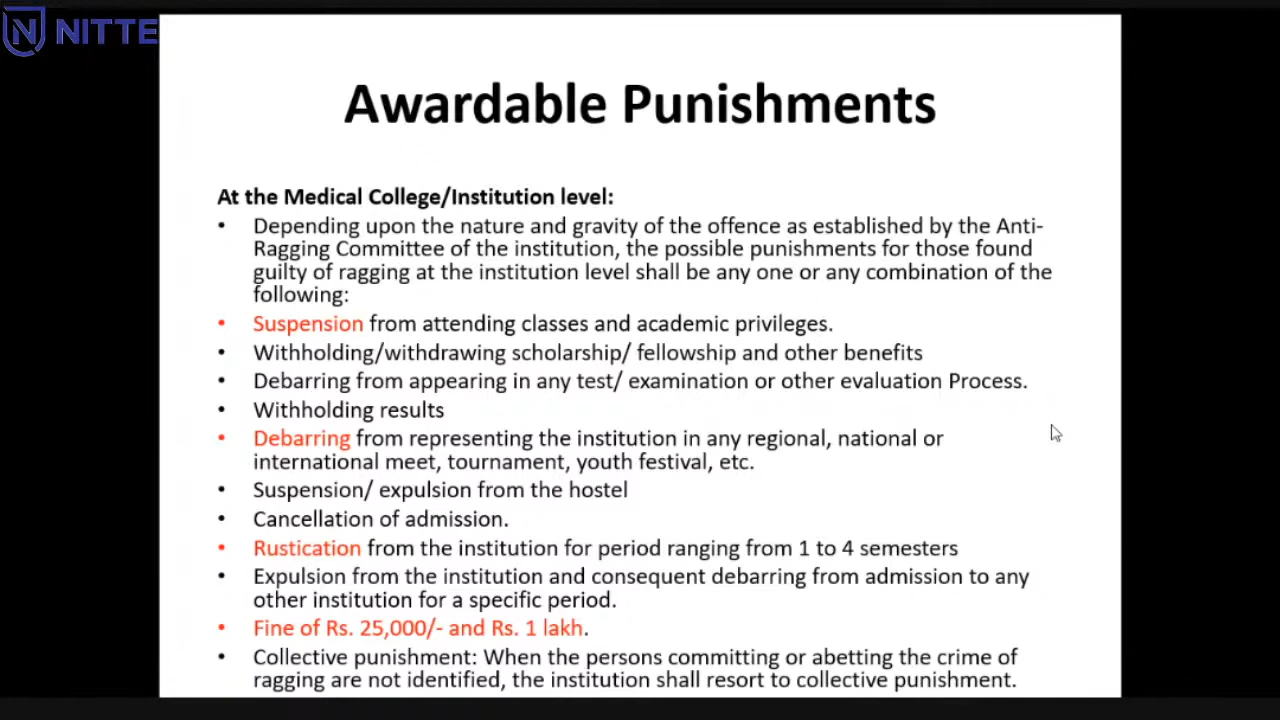 NITTE
Awardable Punishments
At the Medical College/Institution level:
• Depending upon the nature and gravity of the offence as established by the Anti-
Ragging Committee of the institution, the possible punishments for those found
guilty of ragging at the institution level shall be any one or any combination of the
following:
• Suspension from attending classes and academic privileges.
• Withholding/withdrawing scholarship/ fellowship and other benefits
• Debarring from appearing in any test/ examination or other evaluation Process.
• Withholding results
• Debarring from representing the institution in any regional, national or
international meet, tournament, youth festival, etc.
• Suspension/ expulsion from the hostel
• Cancellation of admission.
• Rustication from the institution for period ranging from 1 to 4 semesters
• Expulsion from the institution and consequent debarring from admission to any
other institution for a specific period.
• Fine of Rs. 25,000/- and Rs. 1 lakh.
• Collective punishment: When the persons committing or abetting the crime of
ragging are not identified, the institution shall resort to collective punishment.